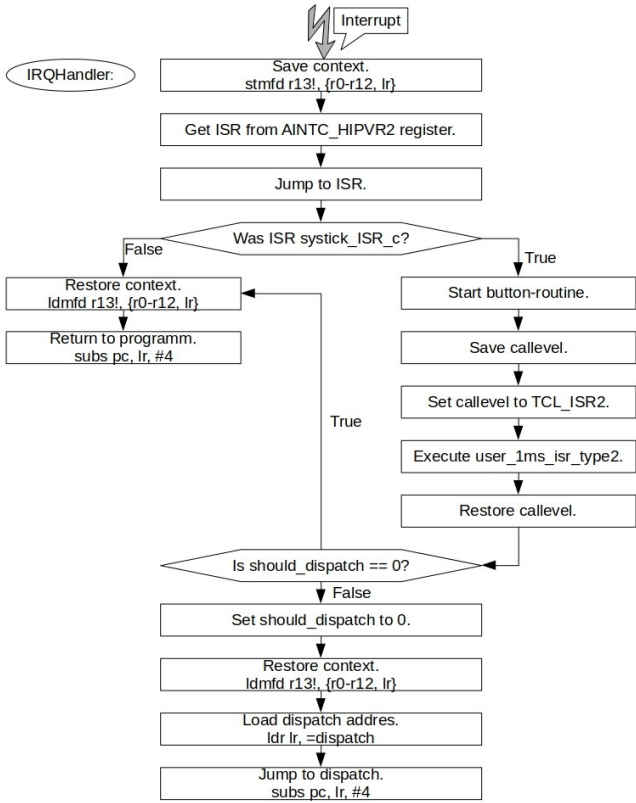 Interrupt
IRQHandler:
Save context.
stmfd r13!, {r0-r12, lr}
Get ISR from AINTC_HIPVR2 register.
Jump to ISR.
Was ISR systick_ISR_c?
False
True
Restore context.
ldmfd r13!, {r0-r12, lr}
Return to programm.
subs pc, lr, #4
Start button-routine.
Save callevel.
Set callevel to TCL_ISR2.
Execute user_1ms_isr_type2.
Restore callevel.
True
Is should_dispatch == 0?
False
Set should_dispatch to 0.
Restore context.
ldmfd r13!, {r0-r12, lr}
Load dispatch addres.
ldr lr, =dispatch
Jump to dispatch.
subs pc, lr, #4